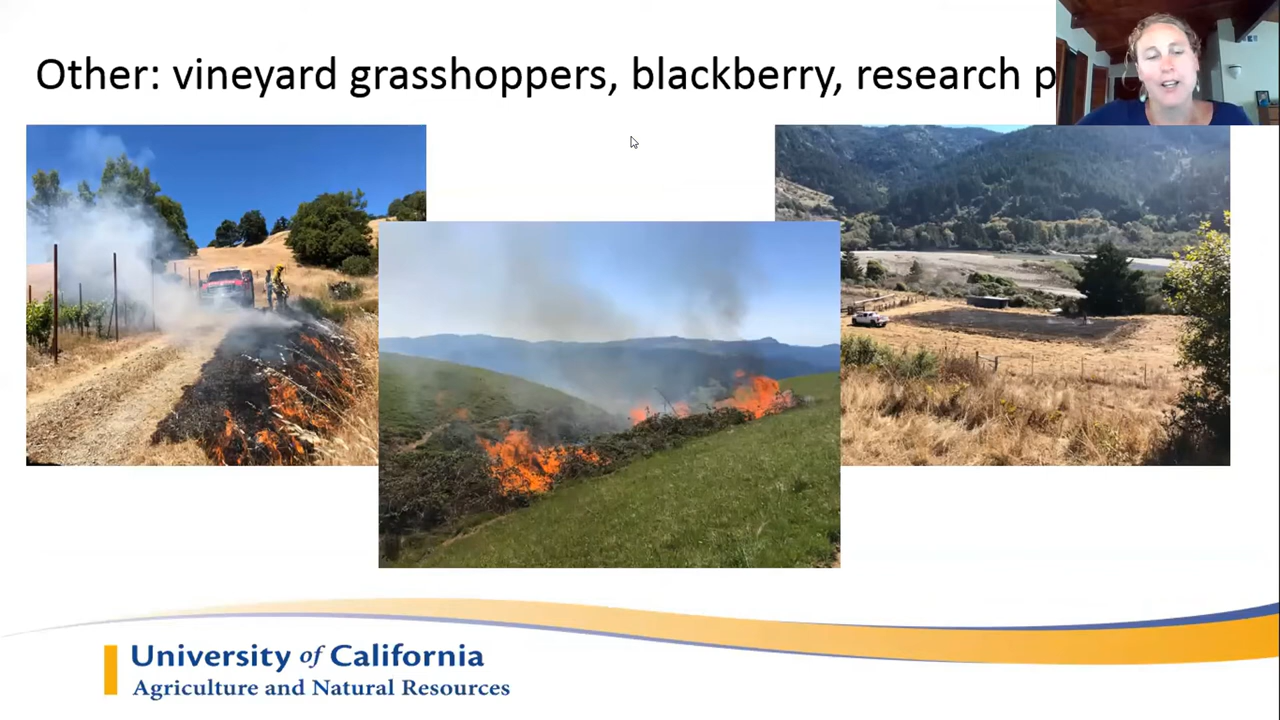 Other: vineyard grasshoppers, blackberry, research
University of California
Agriculture and Natural Resources